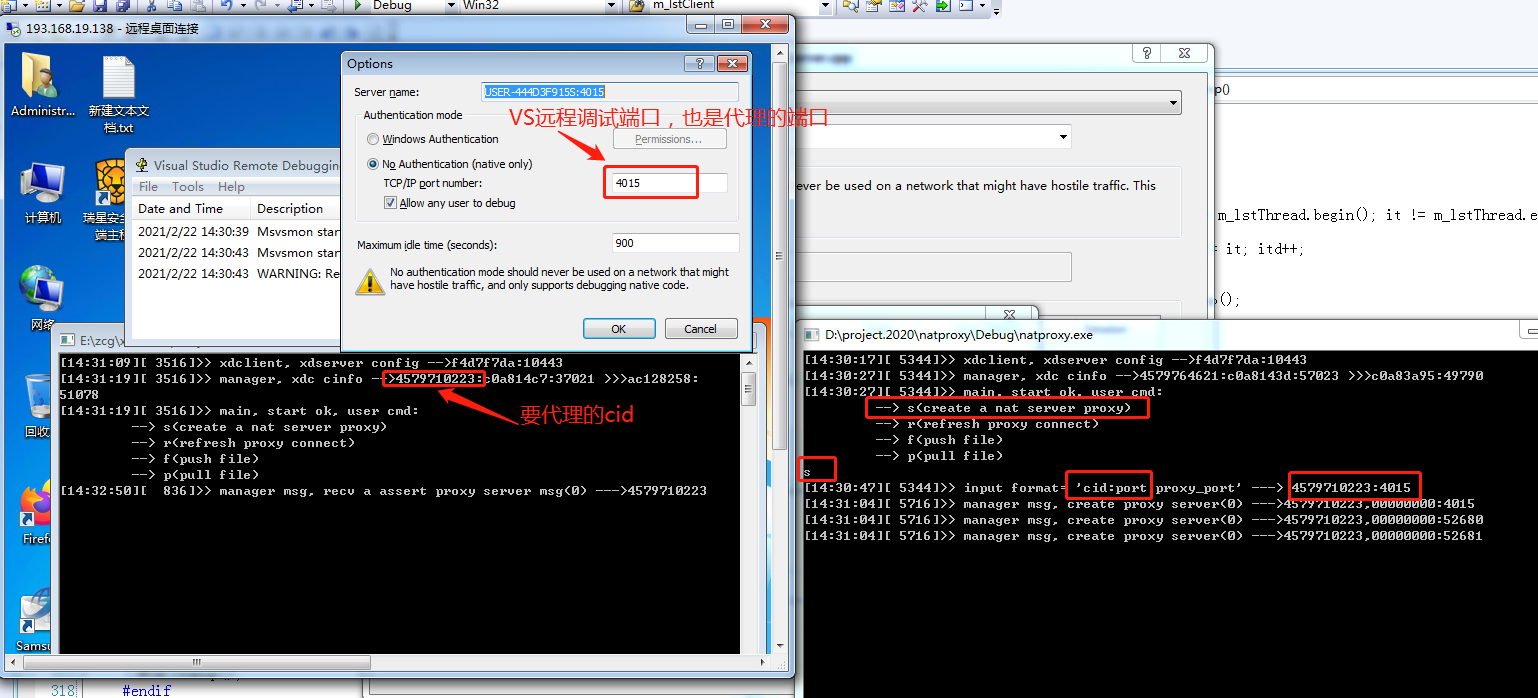 Debug
Win32
m_lstClient
193.168.19.138 - 远程桌面连接
Administr...
新建文本文
档.txt
计算机
瑞星安全
端主程
网络
回收
Firef
Samsu
Visual Studio Remote Debuggin
File Tools Help
Date and Time Description
2021/2/22 14:30:39 Msvsmon star
2021/2/22 14:30:43 Msvsmon star
2021/2/22 14:30:43 WARNING: Re
Options
Server name: USER-444D3F915S:4015
Authentication mode
VS远程调试端口，也是代理的端口
Windows Authentication
Permissions...
No Authentication (native only)
TCP/IP port number: 4015
Allow any user to debug
Maximum idle time (seconds): 900
No authentication mode should never be used on a network that might
have hostile traffic, and only supports debugging native code.
OK Cancel
p()
ever be used on a network that might have hostile traffic. This
m_lstThread.begin(); it != m_lstThread.e
it; itd++;
();
E:\zcg\x
[14:31:09][ 3516]>> xdclient, xdserver config -->f4d7f7da:10443
[14:31:19][ 3516]>> manager, xdc cinfo -->4579710223:c0a814c7:37021 >>>ac128258:
51078
[14:31:19][ 3516]>> main, start ok, user cmd:
--> s(create a nat server proxy)
--> r(refresh proxy connect)
--> f(push file)
--> p(pull file)
[14:32:50][ 836]>> manager msg, recv a assert proxy server msg(0) --->4579710223
要代理的cid
D:\project.2020\natproxy\Debug\natproxy.exe
[14:30:17][ 5344]>> xdclient, xdserver config -->f4d7f7da:10443
[14:30:27][ 5344]>> manager, xdc cinfo -->4579764621:c0a8143d:57023 >>>c0a83a95:49790
[14:30:27][ 5344]>> main, start ok, user cmd:
--> s(create a nat server proxy)
--> r(refresh proxy connect)
--> f(push file)
--> p(pull file)
s
[14:30:47][ 5344]>> input format= 'cid:port proxy_port' ---> 4579710223:4015
[14:31:04][ 5716]>> manager msg, create proxy server(0) --->4579710223,00000000:4015
[14:31:04][ 5716]>> manager msg, create proxy server(0) --->4579710223,00000000:52680
[14:31:04][ 5716]>> manager msg, create proxy server(0) --->4579710223,00000000:52681
318
#endif